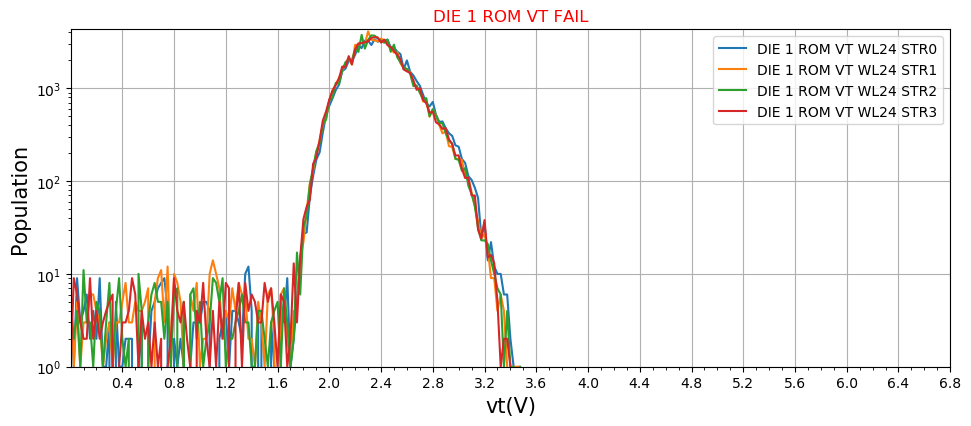 DIE 1 ROM VT FAIL
DIE 1 ROM VT WL24 STR0
DIE 1 ROM VT WL24 STR1
DIE 1 ROM VT WL24 STR2
DIE 1 ROM VT WL24 STR3
Population
10³
10²
10¹
10⁰
0.4 0.8 1.2 1.6 2.0 2.4 2.8 3.2 3.6 4.0 4.4 4.8 5.2 5.6 6.0 6.4 6.8
vt(V)